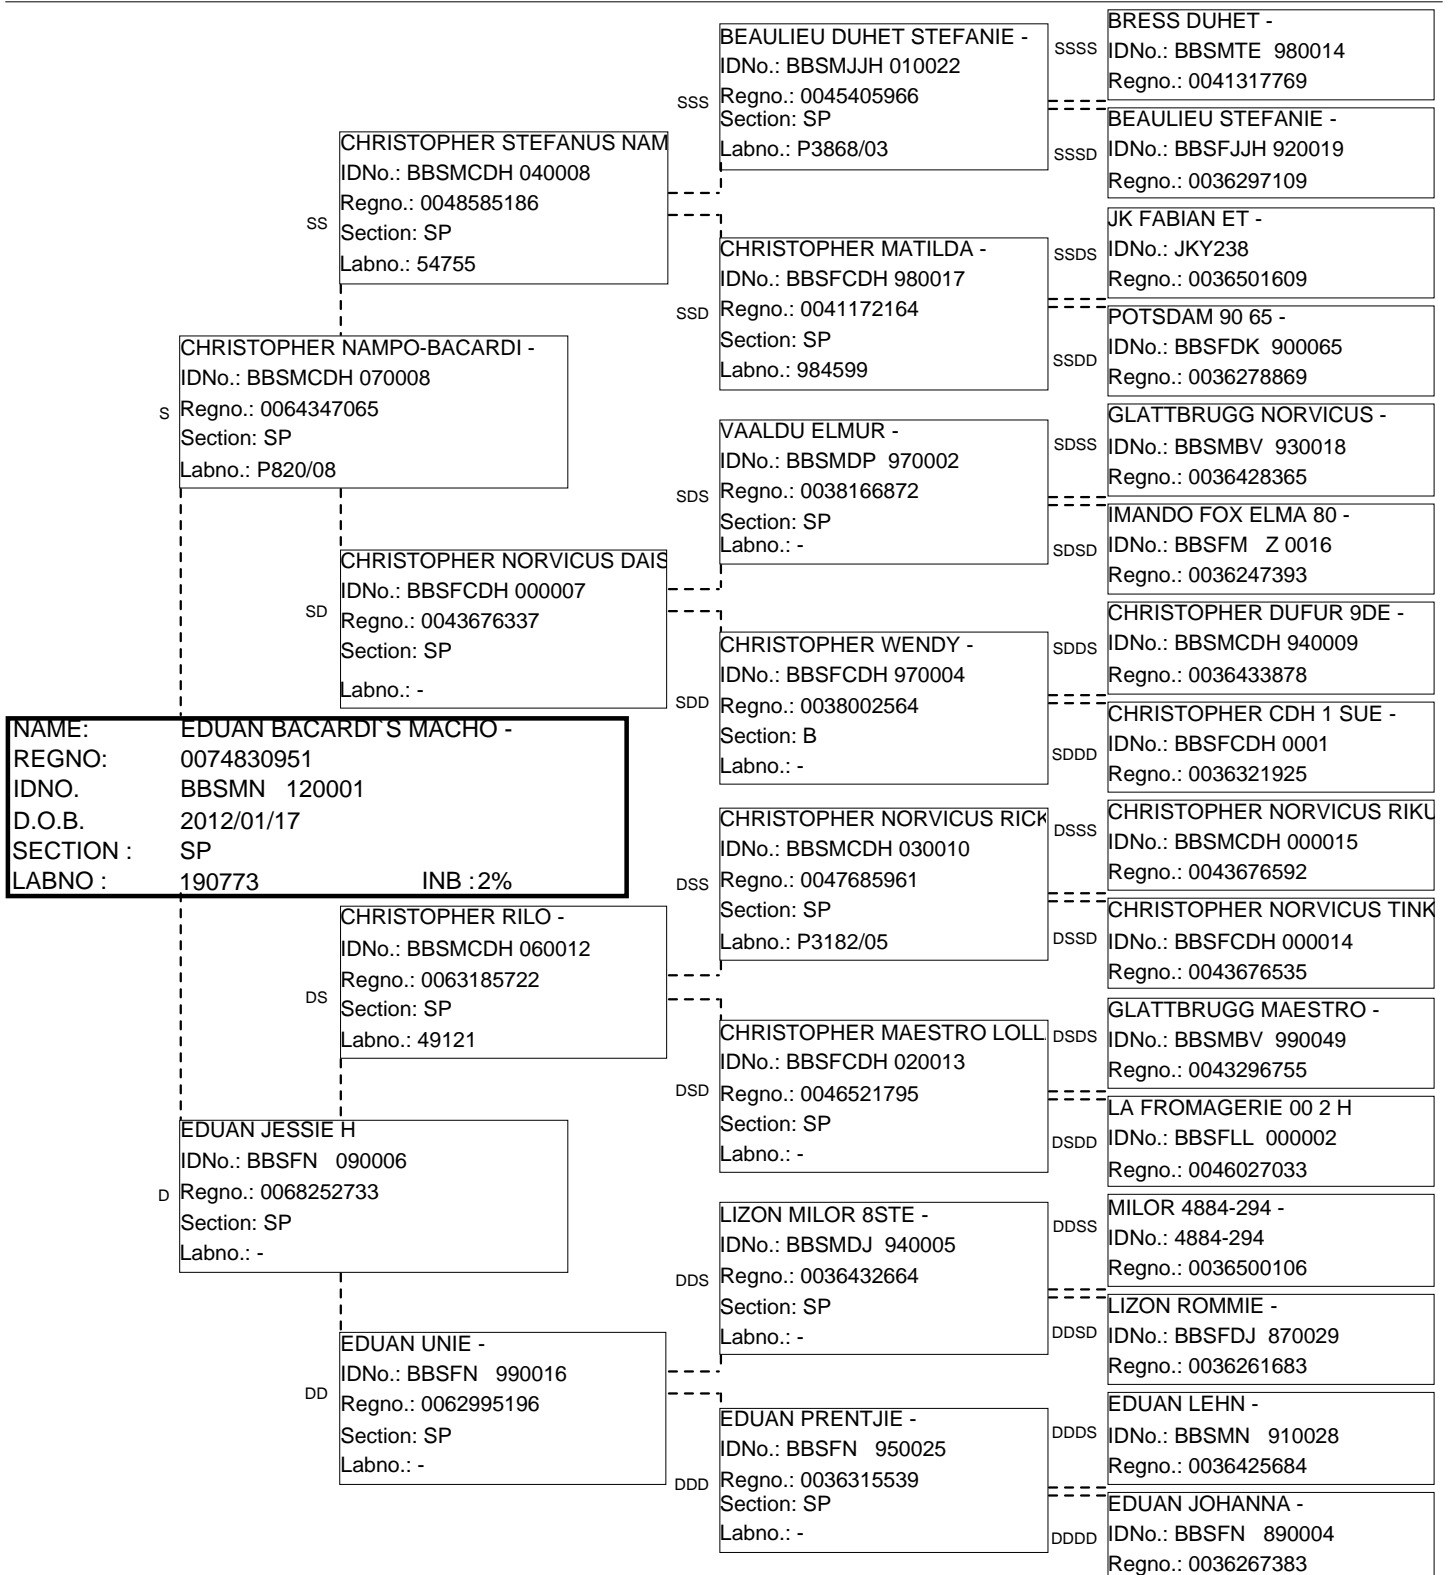 BRESS DUHET -
SSSS IDNo.: BBSMTE 980014
Regno.: 0041317769
BEAULIEU DUHET STEFANIE -
IDNo.: BBSMJJH 010022
SSS Regno.: 0045405966
Section: SP
Labno.: P3868/03
BEAULIEU STEFANIE -
SSSD IDNo.: BBSFJJH 920019
Regno.: 0036297109
CHRISTOPHER STEFANUS NAM
IDNo.: BBSMCDH 040008
SS Regno.: 0048585186
Section: SP
Labno.: 54755
JK FABIAN ET -
SSDS IDNo.: JKY238
Regno.: 0036501609
CHRISTOPHER MATILDA -
IDNo.: BBSFCDH 980017
SSD Regno.: 0041172164
Section: SP
Labno.: 984599
POTSDAM 90 65 -
SSDD IDNo.: BBSFDK 900065
Regno.: 0036278869
CHRISTOPHER NAMPO-BACARDI -
IDNo.: BBSMCDH 070008
S Regno.: 0064347065
Section: SP
Labno.: P820/08
GLATTBRUGG NORVICUS -
SDSS IDNo.: BBSMBV 930018
Regno.: 0036428365
VAALDU ELMUR -
IDNo.: BBSMDP 970002
SDS Regno.: 0038166872
Section: SP
Labno.: -
IMANDO FOX ELMA 80 -
SDSD IDNo.: BBSFM Z 0016
Regno.: 0036247393
CHRISTOPHER NORVICUS DAIS
IDNo.: BBSFCDH 000007
SD Regno.: 0043676337
Section: SP
Labno.: -
CHRISTOPHER DUFUR 9DE -
SDDS IDNo.: BBSMCDH 940009
Regno.: 0036433878
CHRISTOPHER WENDY -
IDNo.: BBSFCDH 970004
SDD Regno.: 0038002564
Section: B
Labno.: -
CHRISTOPHER CDH 1 SUE -
SDDD IDNo.: BBSFCDH 0001
Regno.: 0036321925
NAME: EDUAN BACARDI`S MACHO -
REGNO: 0074830951
IDNO. BBSMN 120001
D.O.B. 2012/01/17
SECTION : SP
LABNO : 190773 INB : 2%
CHRISTOPHER NORVICUS RIKU
DSSS IDNo.: BBSMCDH 000015
Regno.: 0043676592
CHRISTOPHER NORVICUS RICK
IDNo.: BBSMCDH 030010
DSS Regno.: 0047685961
Section: SP
Labno.: P3182/05
CHRISTOPHER NORVICUS TINK
DSSD IDNo.: BBSFCDH 000014
Regno.: 0043676535
CHRISTOPHER RILO -
IDNo.: BBSMCDH 060012
DS Regno.: 0063185722
Section: SP
Labno.: 49121
GLATTBRUGG MAESTRO -
DSDS IDNo.: BBSMBV 990049
Regno.: 0043296755
CHRISTOPHER MAESTRO LOLL
IDNo.: BBSFCDH 020013
DSD Regno.: 0046521795
Section: SP
Labno.: -
LA FROMAGERIE 00 2 H
DSDD IDNo.: BBSFLL 000002
Regno.: 0046027033
EDUAN JESSIE H
IDNo.: BBSFN 090006
D Regno.: 0068252733
Section: SP
Labno.: -
MILOR 4884-294 -
DDSS IDNo.: 4884-294
Regno.: 0036500106
LIZON MILOR 8STE -
IDNo.: BBSMDJ 940005
DDS Regno.: 0036432664
Section: SP
Labno.: -
LIZON ROMMIE -
DDSD IDNo.: BBSFDJ 870029
Regno.: 0036261683
EDUAN UNIE -
IDNo.: BBSFN 990016
DD Regno.: 0062995196
Section: SP
Labno.: -
EDUAN LEHN -
DDDS IDNo.: BBSMN 910028
Regno.: 0036425684
EDUAN PRENTJIE -
IDNo.: BBSFN 950025
DDD Regno.: 0036315539
Section: SP
Labno.: -
EDUAN JOHANNA -
DDDD IDNo.: BBSFN 890004
Regno.: 0036267383